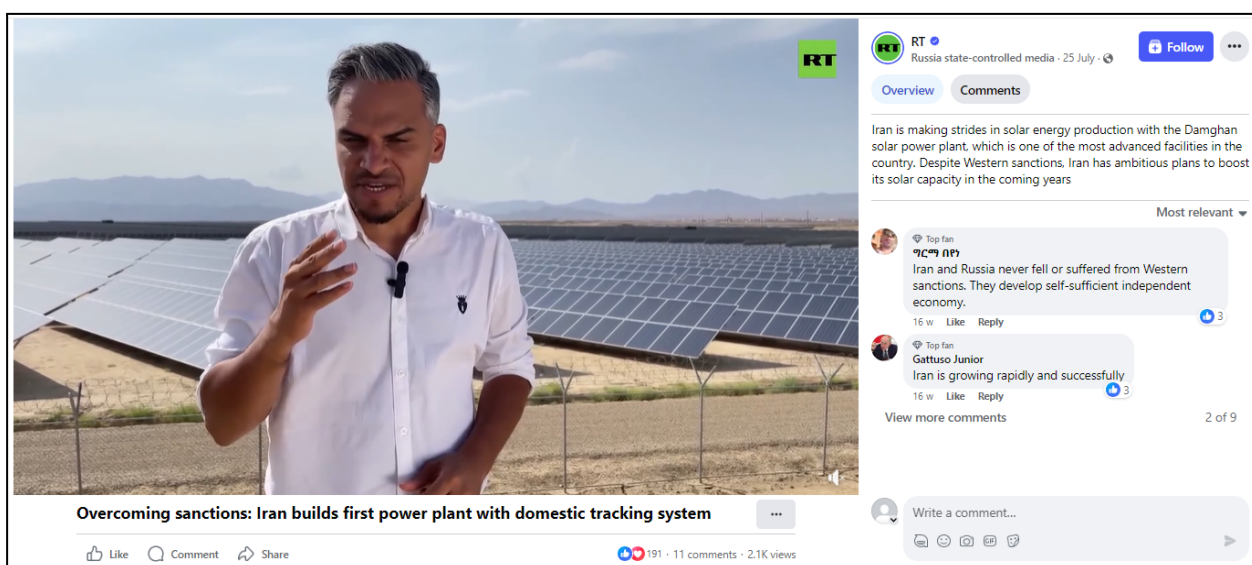 RT
RT
Russia state-controlled media · 25 July ·
Follow
Overview
Comments
Iran is making strides in solar energy production with the Damghan
solar power plant, which is one of the most advanced facilities in the
country. Despite Western sanctions, Iran has ambitious plans to boost
its solar capacity in the coming years
Most relevant
Top fan
ግርማ በየነ
Iran and Russia never fell or suffered from Western
sanctions. They develop self-sufficient independent
economy.
3
16 w Like Reply
Top fan
Gattuso Junior
Iran is growing rapidly and successfully
3
16 w Like Reply
View more comments
2 of 9
Write a comment...
GIF
Overcoming sanctions: Iran builds first power plant with domestic tracking system
Like Comment Share
191 · 11 comments · 2.1K views